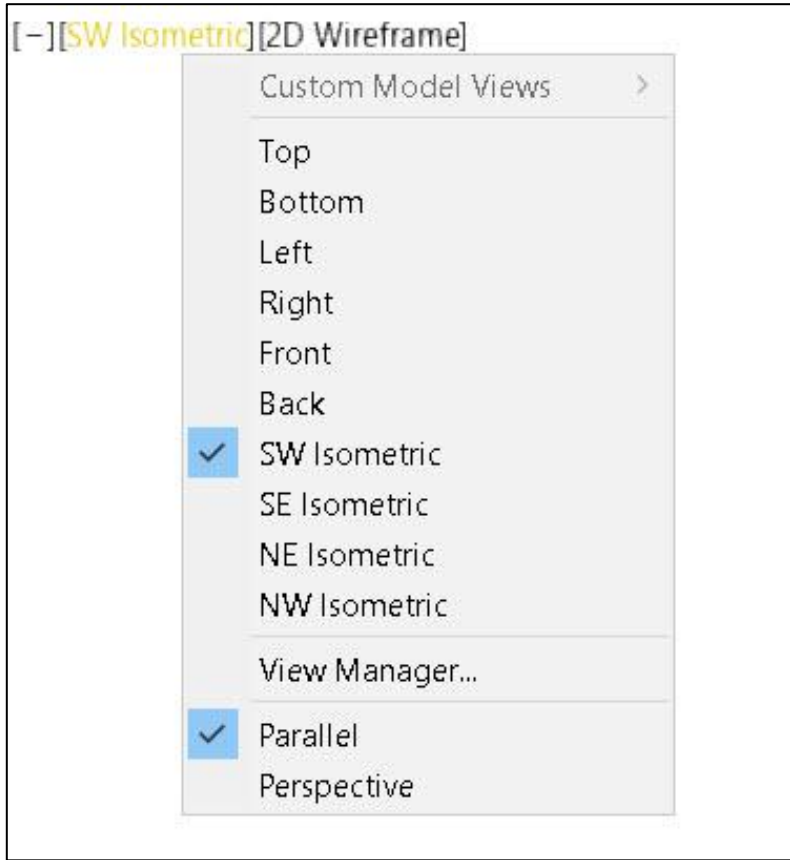 [−][SW Isometric][2D Wireframe]
Custom Model Views >
Top
Bottom
Left
Right
Front
Back
SW Isometric
SE Isometric
NE Isometric
NW Isometric
View Manager...
Parallel
Perspective